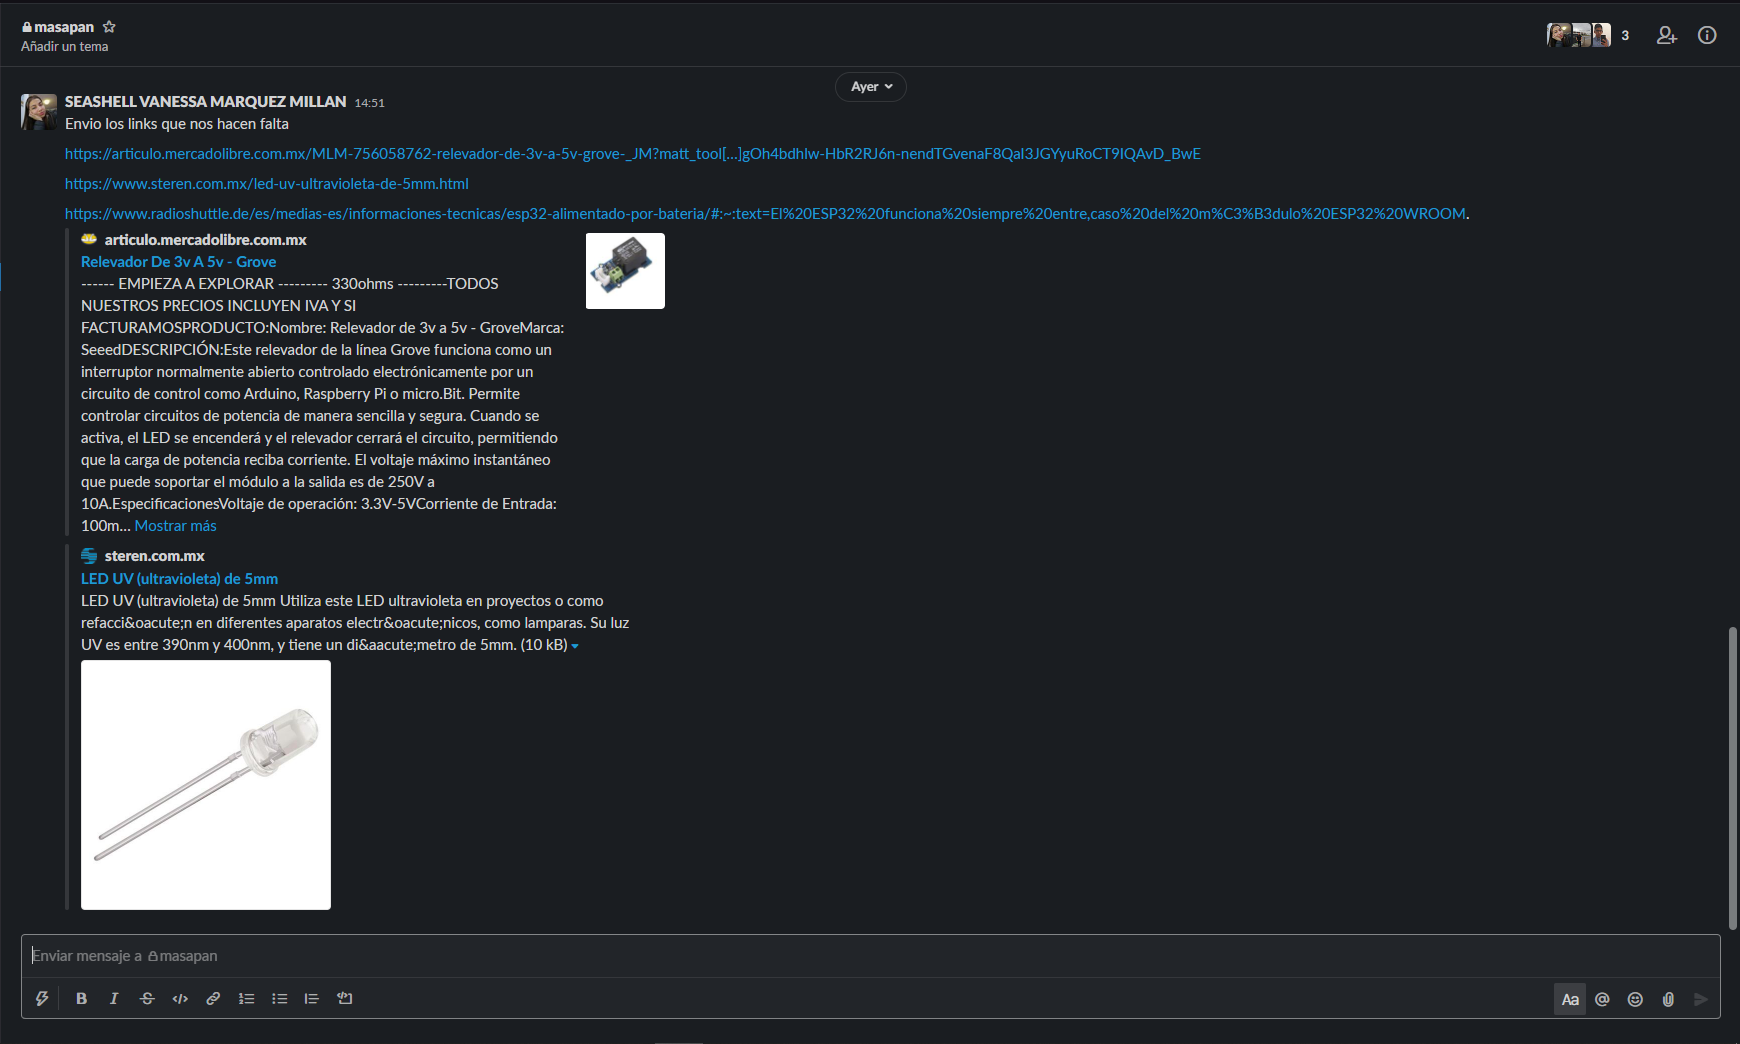 masapan
Añadir un tema
3
Ayer
SEASHELL VANESSA MARQUEZ MILLAN 14:51
Envio los links que nos hacen falta
https://articulo.mercadolibre.com.mx/MLM-756058762-relevador-de-3v-a-5v-grove-_JM?matt_tool[...]gOh4bdhlw-HbR2RJ6n-nendTGvenaF8QaI3JGYyuRoCT9IQAvD_BwE
https://www.steren.com.mx/led-uv-ultravioleta-de-5mm.html
https://www.radioshuttle.de/es/medias-es/informaciones-tecnicas/esp32-alimentado-por-bateria/#:~:text=El%20ESP32%20funciona%20siempre%20entre,caso%20del%20m%C3%B3dulo%20ESP32%20WROOM.
articulo.mercadolibre.com.mx
Relevador De 3v A 5v - Grove
------ EMPIEZA A EXPLORAR --------- 330ohms ---------TODOS
NUESTROS PRECIOS INCLUYEN IVA Y SI
FACTURAMOSPRODUCTO:Nombre: Relevador de 3v a 5v - GroveMarca:
SeeedDESCRIPCIÓN:Este relevador de la línea Grove funciona como un
interruptor normalmente abierto controlado electrónicamente por un
circuito de control como Arduino, Raspberry Pi o micro.Bit. Permite
controlar circuitos de potencia de manera sencilla y segura. Cuando se
activa, el LED se encenderá y el relevador cerrará el circuito, permitiendo
que la carga de potencia reciba corriente. El voltaje máximo instantáneo
que puede soportar el módulo a la salida es de 250V a
10A.EspecificacionesVoltaje de operación: 3.3V-5VCorriente de Entrada:
100m... Mostrar más
steren.com.mx
LED UV (ultravioleta) de 5mm
LED UV (ultravioleta) de 5mm Utiliza este LED ultravioleta en proyectos o como
refacci&oacute;n en diferentes aparatos electr&oacute;nicos, como lamparas. Su luz
UV es entre 390nm y 400nm, y tiene un di&aacute;metro de 5mm. (10 kB)
Enviar mensaje a masapan
B I S </> Aa @